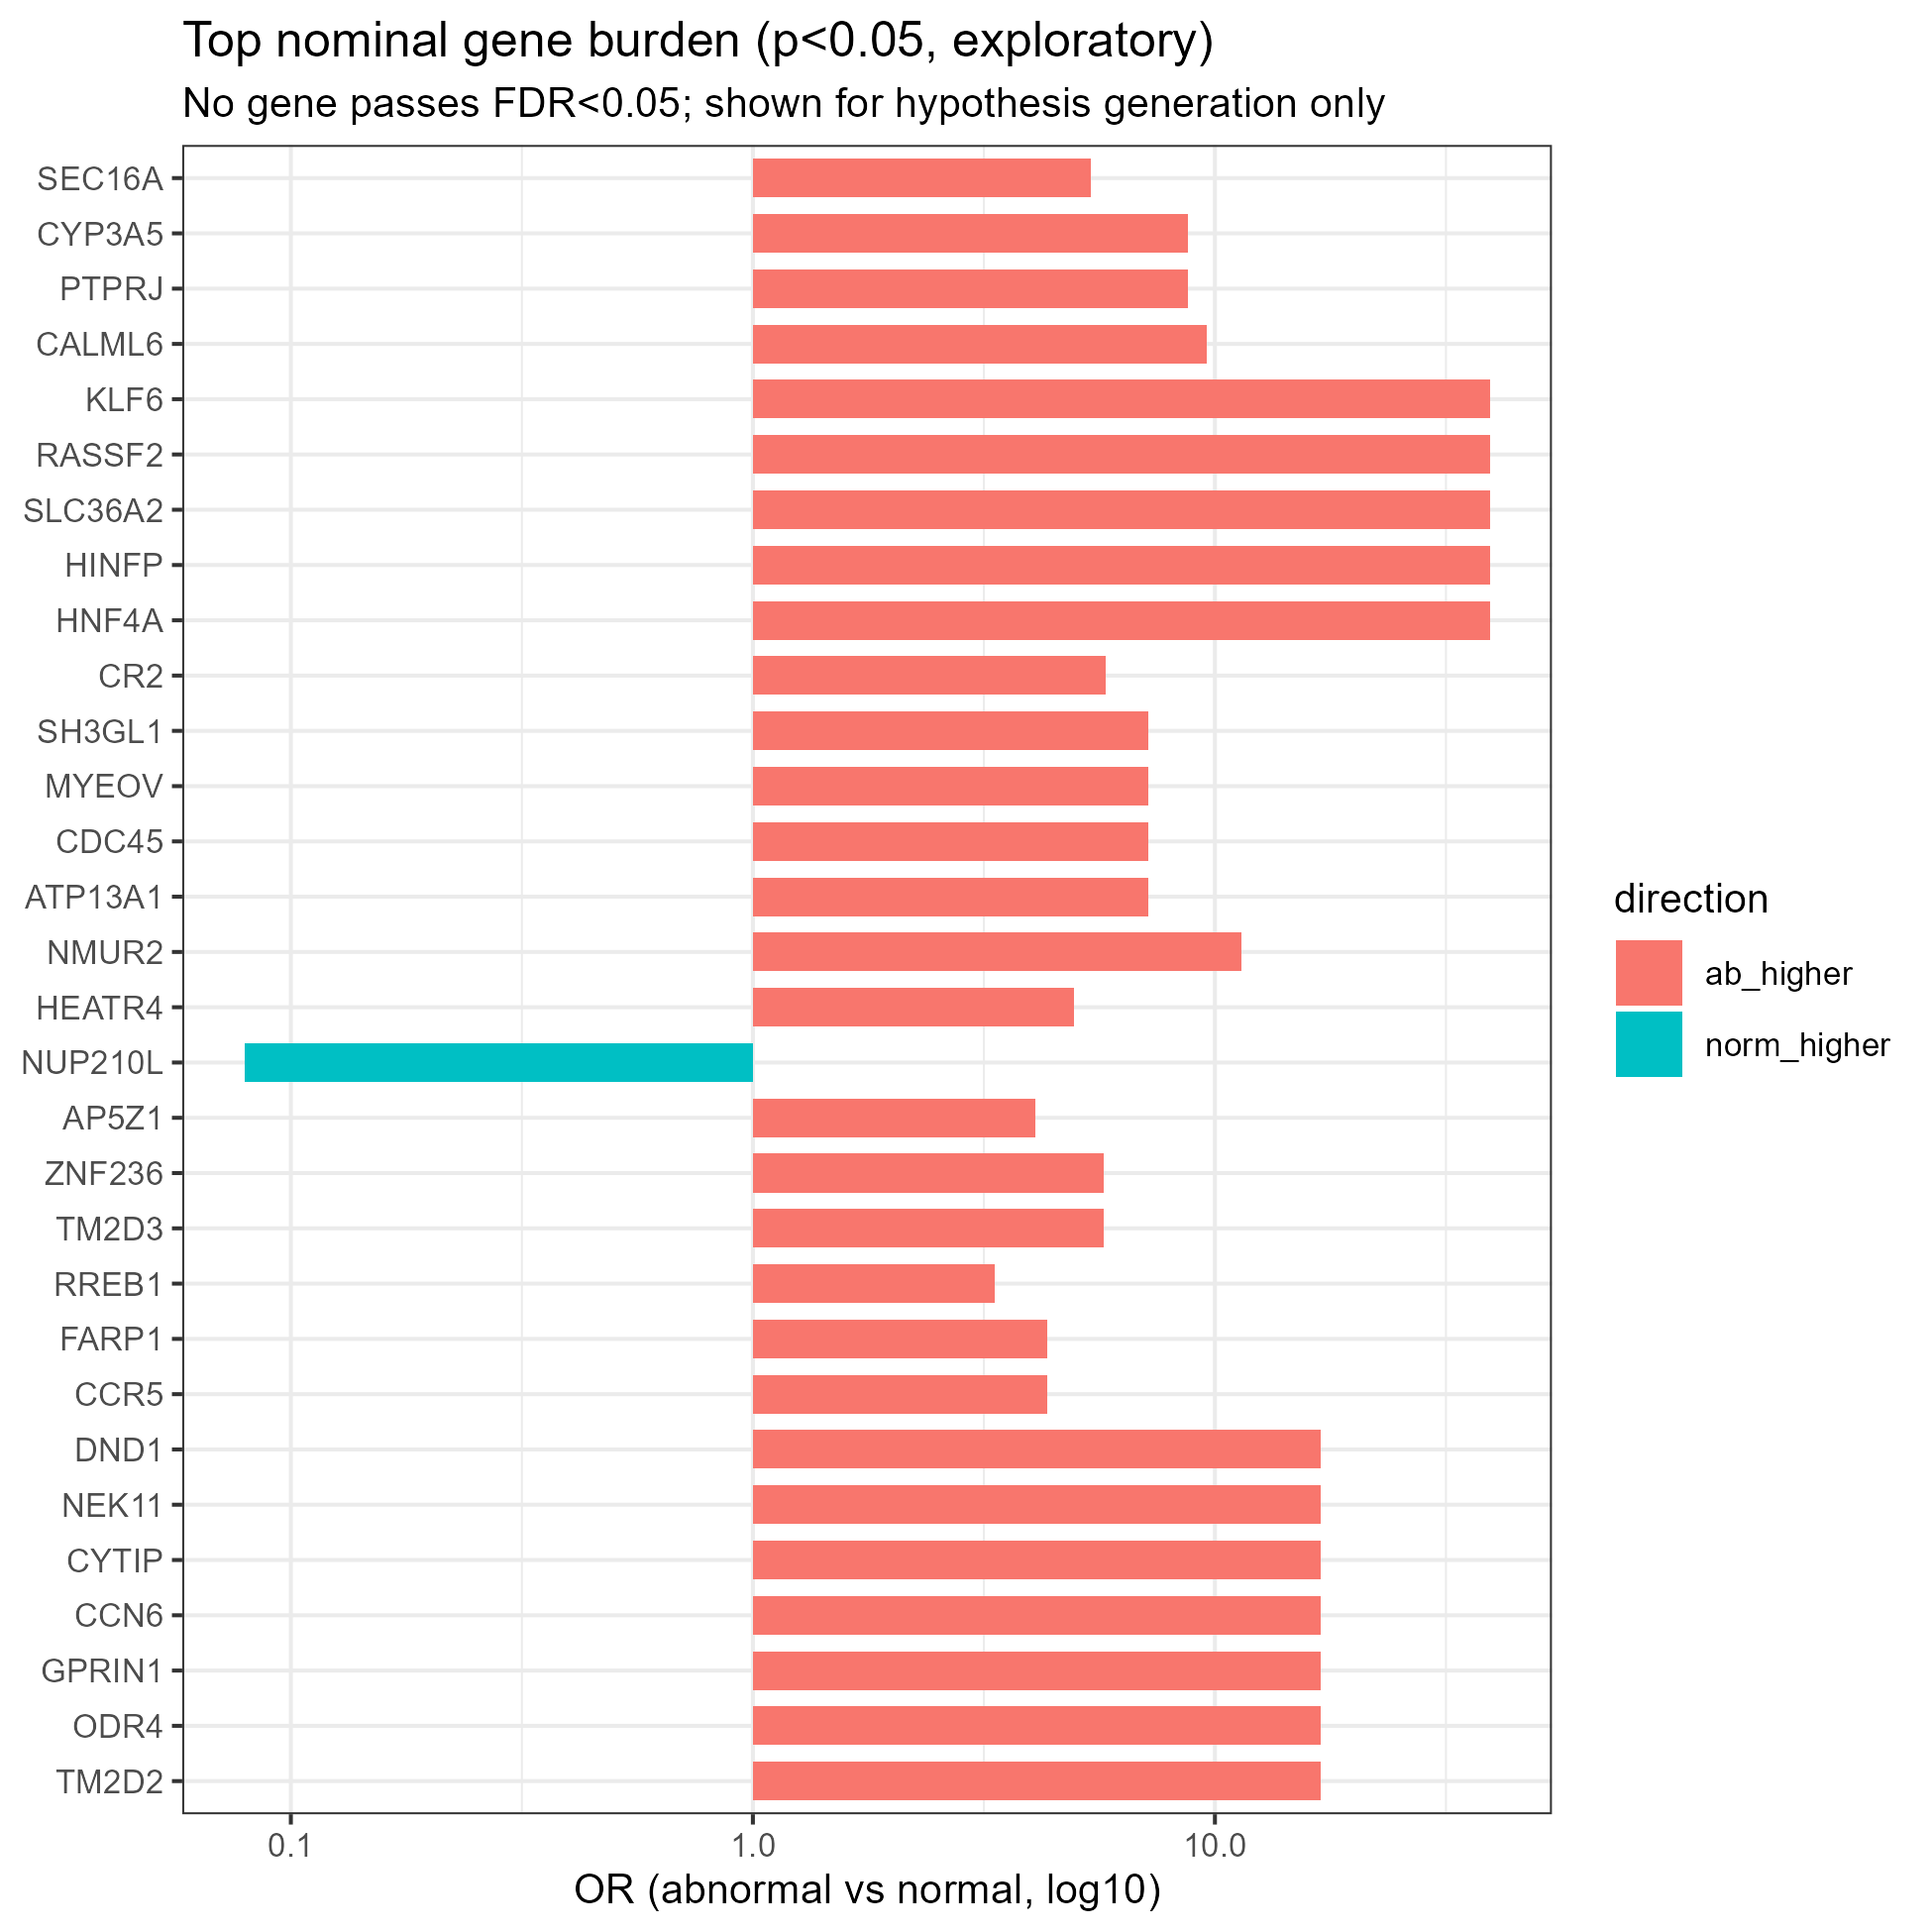 Top nominal gene burden (p<0.05, exploratory)
No gene passes FDR<0.05; shown for hypothesis generation only
SEC16A
CYP3A5
PTPRJ
CALML6
KLF6
RASSF2
SLC36A2
HINFP
HNF4A
CR2
SH3GL1
MYEOV
CDC45
ATP13A1
NMUR2
HEATR4
NUP210L
AP5Z1
ZNF236
TM2D3
RREB1
FARP1
CCR5
DND1
NEK11
CYTIP
CCN6
GPRIN1
ODR4
TM2D2
0.1 1.0 10.0
OR (abnormal vs normal, log10)
direction
ab_higher
norm_higher